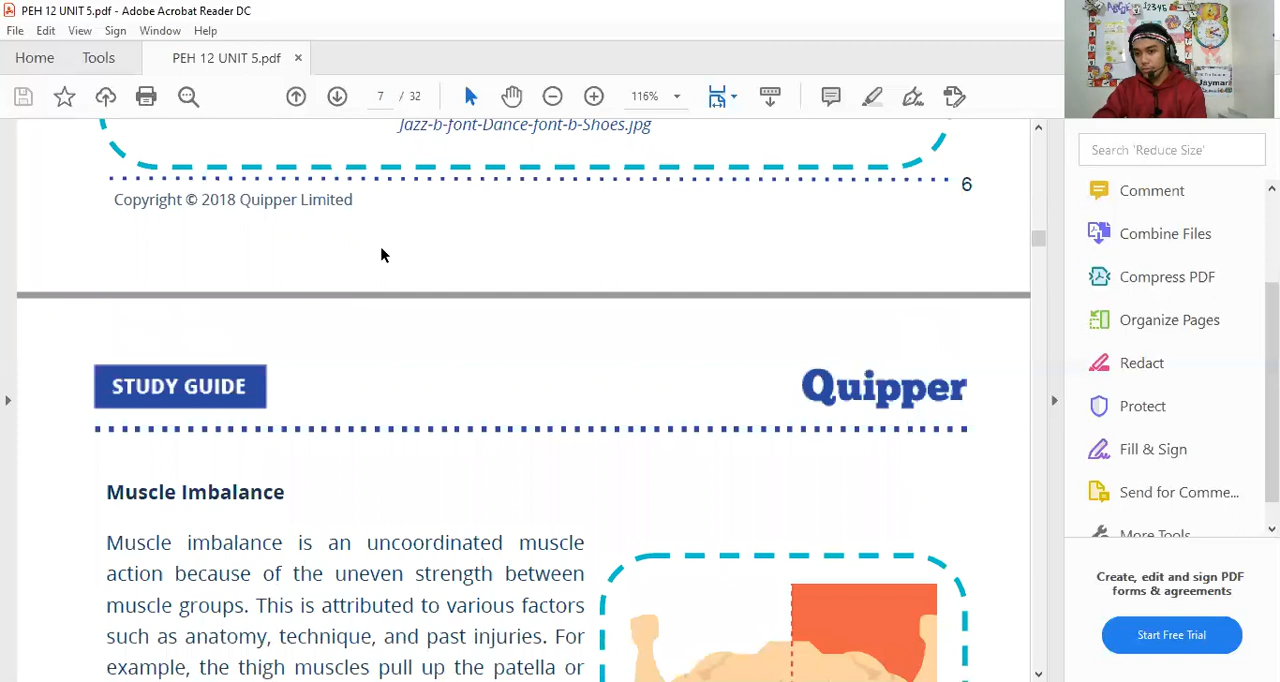 PEH 12 UNIT 5.pdf - Adobe Acrobat Reader DC
File Edit View Sign Window Help
Home Tools PEH 12 UNIT 5.pdf ×
7 / 32 116%
Jazz-b-font-Dance-font-b-Shoes.jpg
6
Copyright © 2018 Quipper Limited
STUDY GUIDE Quipper
Muscle Imbalance
Muscle imbalance is an uncoordinated muscle
action because of the uneven strength between
muscle groups. This is attributed to various factors
such as anatomy, technique, and past injuries. For
example, the thigh muscles pull up the patella or
Search 'Reduce Size'
Comment
Combine Files
Compress PDF
Organize Pages
Redact
Protect
Fill & Sign
Send for Comme...
More Tools
Create, edit and sign PDF
forms & agreements
Start Free Trial